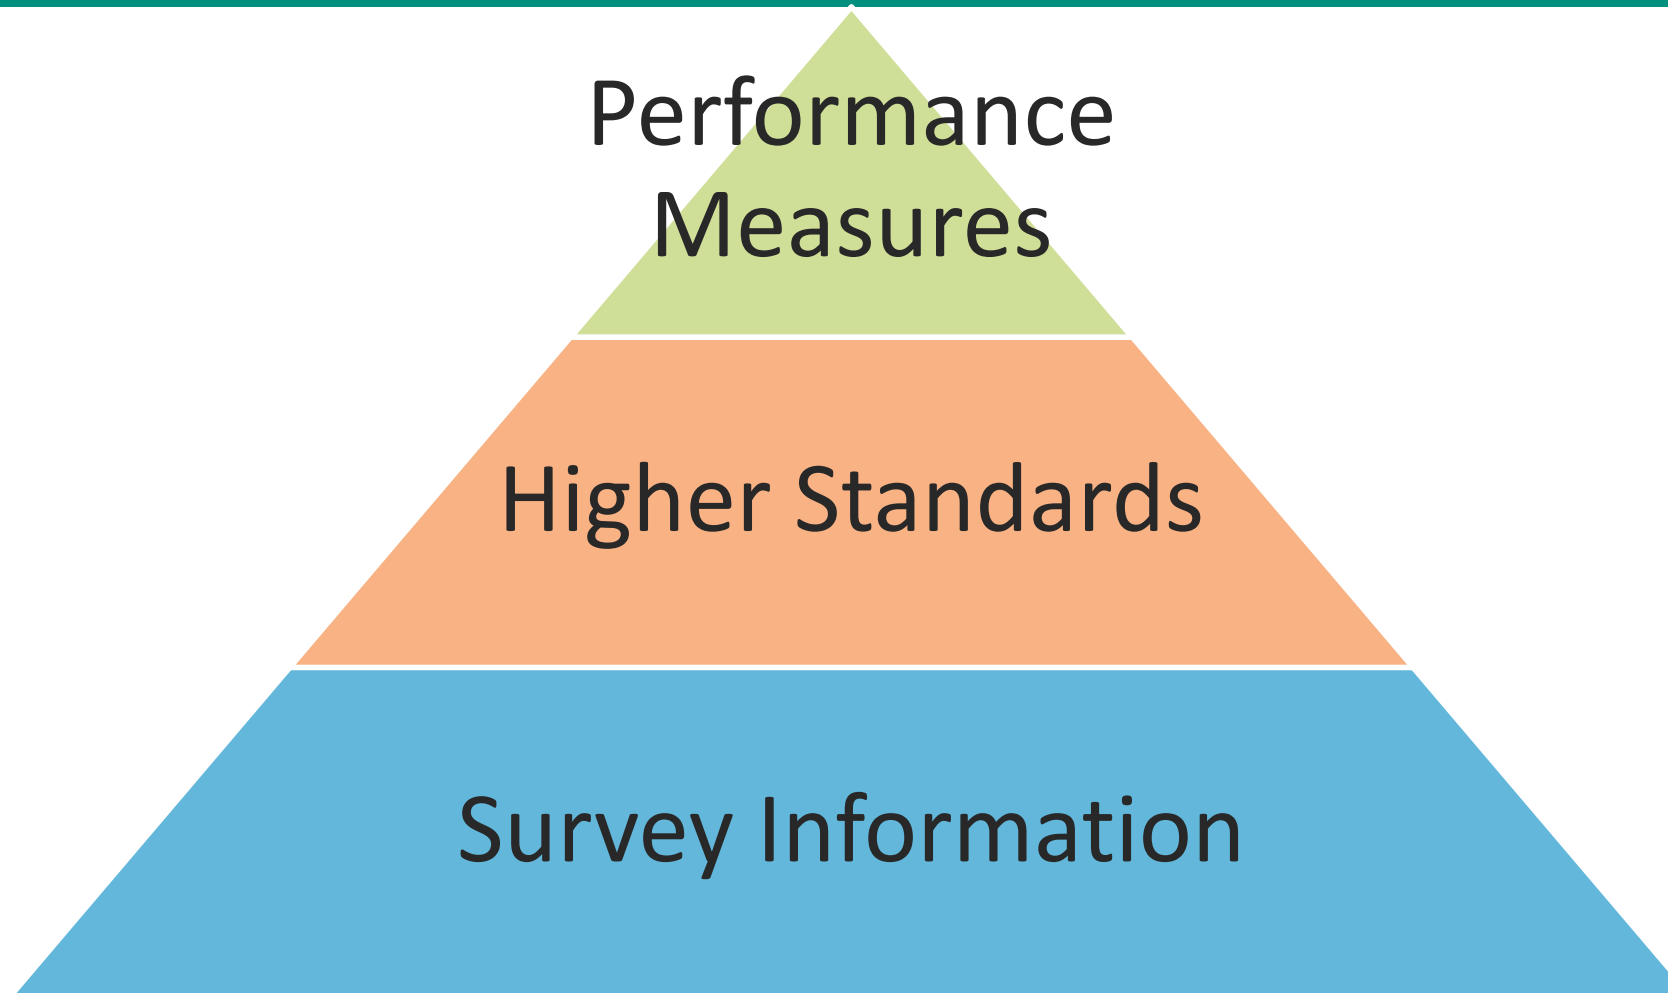 Performance
Measures
Higher Standards
Survey Information